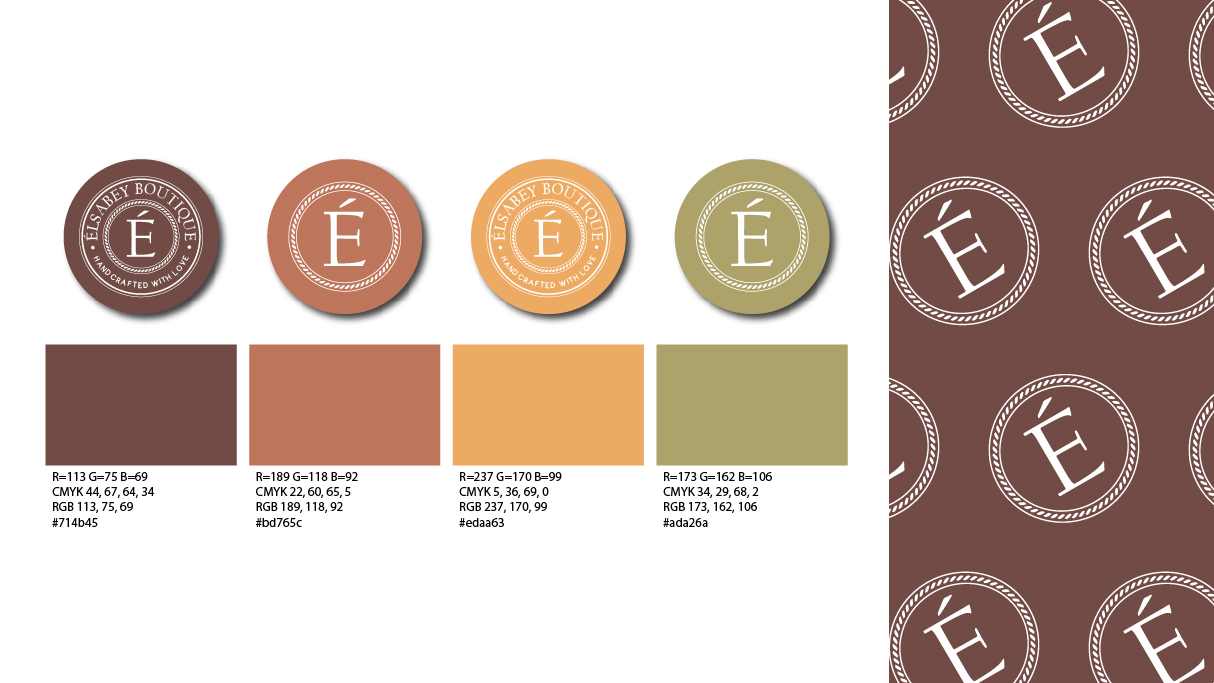 ÉLSABEY BOUTIQUE
É
• HANDCRAFTED WITH LOVE •
É
ÉLSABEY BOUTIQUE
É
• HANDCRAFTED WITH LOVE •
É
R=113 G=75 B=69
CMYK 44, 67, 64, 34
RGB 113, 75, 69
#714b45
R=189 G=118 B=92
CMYK 22, 60, 65, 5
RGB 189, 118, 92
#bd765c
R=237 G=170 B=99
CMYK 5, 36, 69, 0
RGB 237, 170, 99
#edaa63
R=173 G=162 B=106
CMYK 34, 29, 68, 2
RGB 173, 162, 106
#ada26a
É
É
É
É
É
É